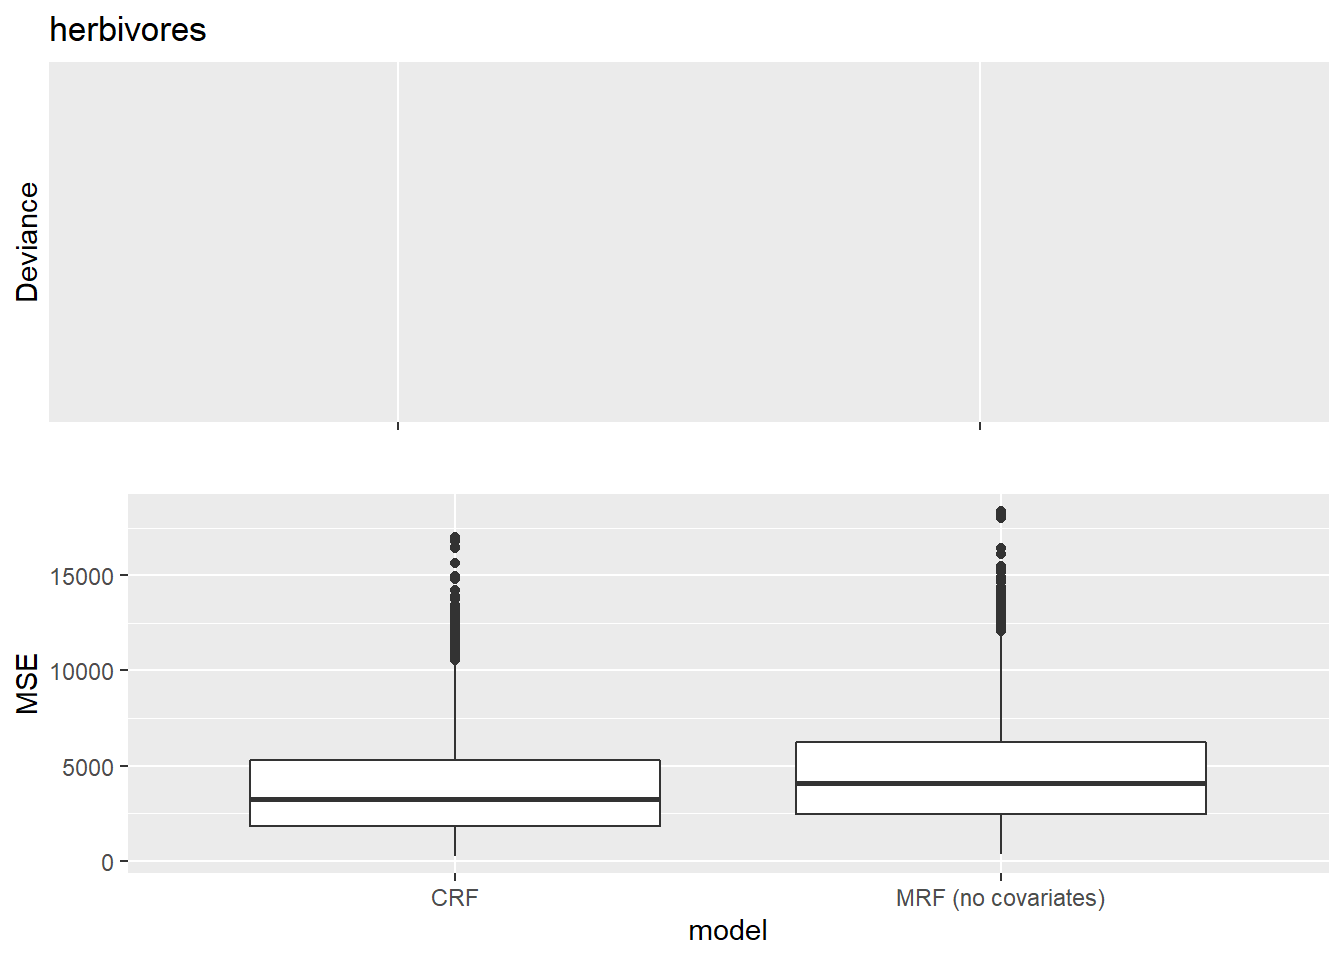 herbivores
Deviance
MSE
15000
10000
5000
0
CRF
MRF (no covariates)
model